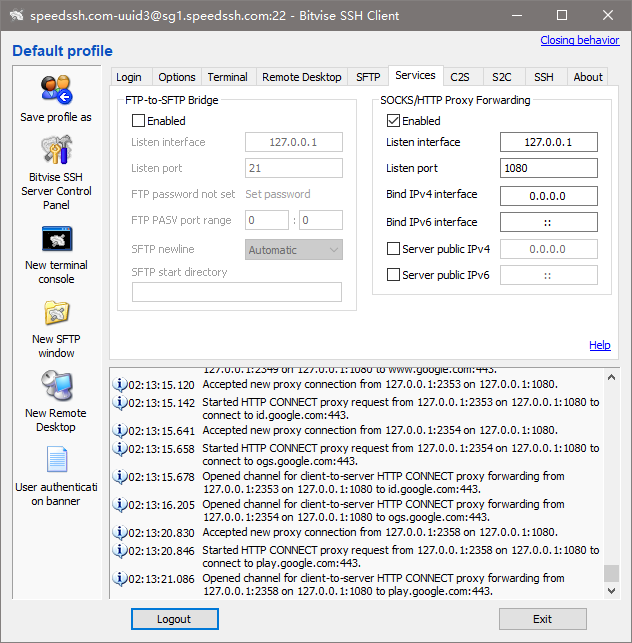 speedssh.com-uuid3@sg1.speedssh.com:22 - Bitvise SSH Client
Default profile
Closing behavior
Save profile as
Bitvise SSH
Server Control
Panel
New terminal
console
New SFTP
window
New Remote
Desktop
User authenticati
on banner
Login
Options
Terminal
Remote Desktop
SFTP
Services
C2S
S2C
SSH
About
FTP-to-SFTP Bridge
Enabled
Listen interface
127.0.0.1
Listen port
21
FTP password not set
Set password
FTP PASV port range
0
:
0
SFTP newline
Automatic
SFTP start directory
SOCKS/HTTP Proxy Forwarding
Enabled
Listen interface
127.0.0.1
Listen port
1080
Bind IPv4 interface
0.0.0.0
Bind IPv6 interface
::
Server public IPv4
0.0.0.0
Server public IPv6
::
Help
127.0.0.1:2349 on 127.0.0.1:1080 to www.google.com:443.
02:13:15.120 Accepted new proxy connection from 127.0.0.1:2353 on 127.0.0.1:1080.
02:13:15.142 Started HTTP CONNECT proxy request from 127.0.0.1:2353 on 127.0.0.1:1080 to
connect to id.google.com:443.
02:13:15.641 Accepted new proxy connection from 127.0.0.1:2354 on 127.0.0.1:1080.
02:13:15.658 Started HTTP CONNECT proxy request from 127.0.0.1:2354 on 127.0.0.1:1080 to
connect to ogs.google.com:443.
02:13:15.678 Opened channel for client-to-server HTTP CONNECT proxy forwarding from
127.0.0.1:2353 on 127.0.0.1:1080 to id.google.com:443.
02:13:16.205 Opened channel for client-to-server HTTP CONNECT proxy forwarding from
127.0.0.1:2354 on 127.0.0.1:1080 to ogs.google.com:443.
02:13:20.830 Accepted new proxy connection from 127.0.0.1:2358 on 127.0.0.1:1080.
02:13:20.846 Started HTTP CONNECT proxy request from 127.0.0.1:2358 on 127.0.0.1:1080 to
connect to play.google.com:443.
02:13:21.086 Opened channel for client-to-server HTTP CONNECT proxy forwarding from
127.0.0.1:2358 on 127.0.0.1:1080 to play.google.com:443.
Logout
Exit